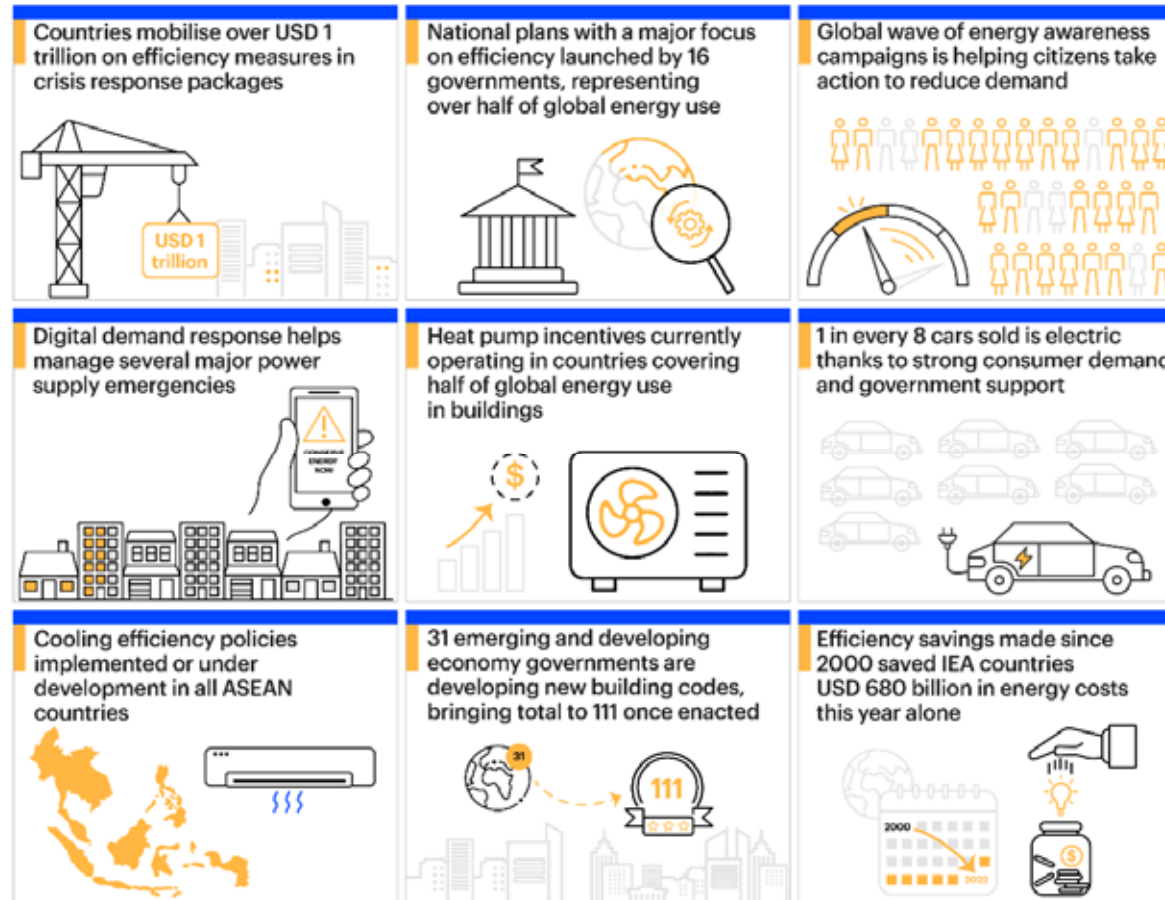 Countries mobilise over USD 1
trillion on efficiency measures in
crisis response packages
USD 1
trillion
National plans with a major focus
on efficiency launched by 16
governments, representing
over half of global energy use
Global wave of energy awareness
campaigns is helping citizens take
action to reduce demand
Digital demand response helps
manage several major power
supply emergencies
CONSERVE
ENERGY
NOW
Heat pump incentives currently
operating in countries covering
half of global energy use
in buildings
$
1 in every 8 cars sold is electric
thanks to strong consumer demand
and government support
Cooling efficiency policies
implemented or under
development in all ASEAN
countries
31 emerging and developing
economy governments are
developing new building codes,
bringing total to 111 once enacted
31
111
Efficiency savings made since
2000 saved IEA countries
USD 680 billion in energy costs
this year alone
2000
2022
$